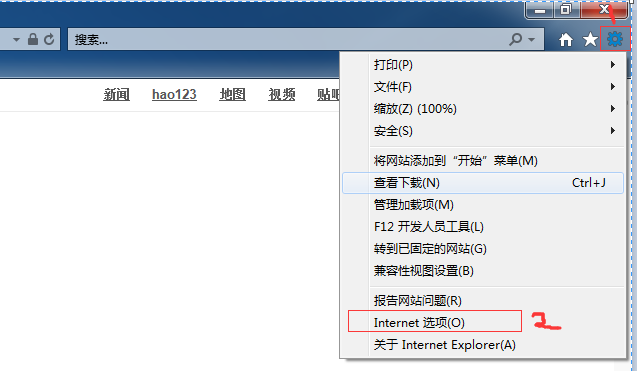 搜索...
新闻 hao123 地图 视频 贴吧
打印(P)
文件(F)
缩放(Z) (100%)
安全(S)
将网站添加到“开始”菜单(M)
查看下载(N) Ctrl+J
管理加载项(M)
F12 开发人员工具(L)
转到已固定的网站(G)
兼容性视图设置(B)
报告网站问题(R)
Internet 选项(O) 2
关于 Internet Explorer(A)